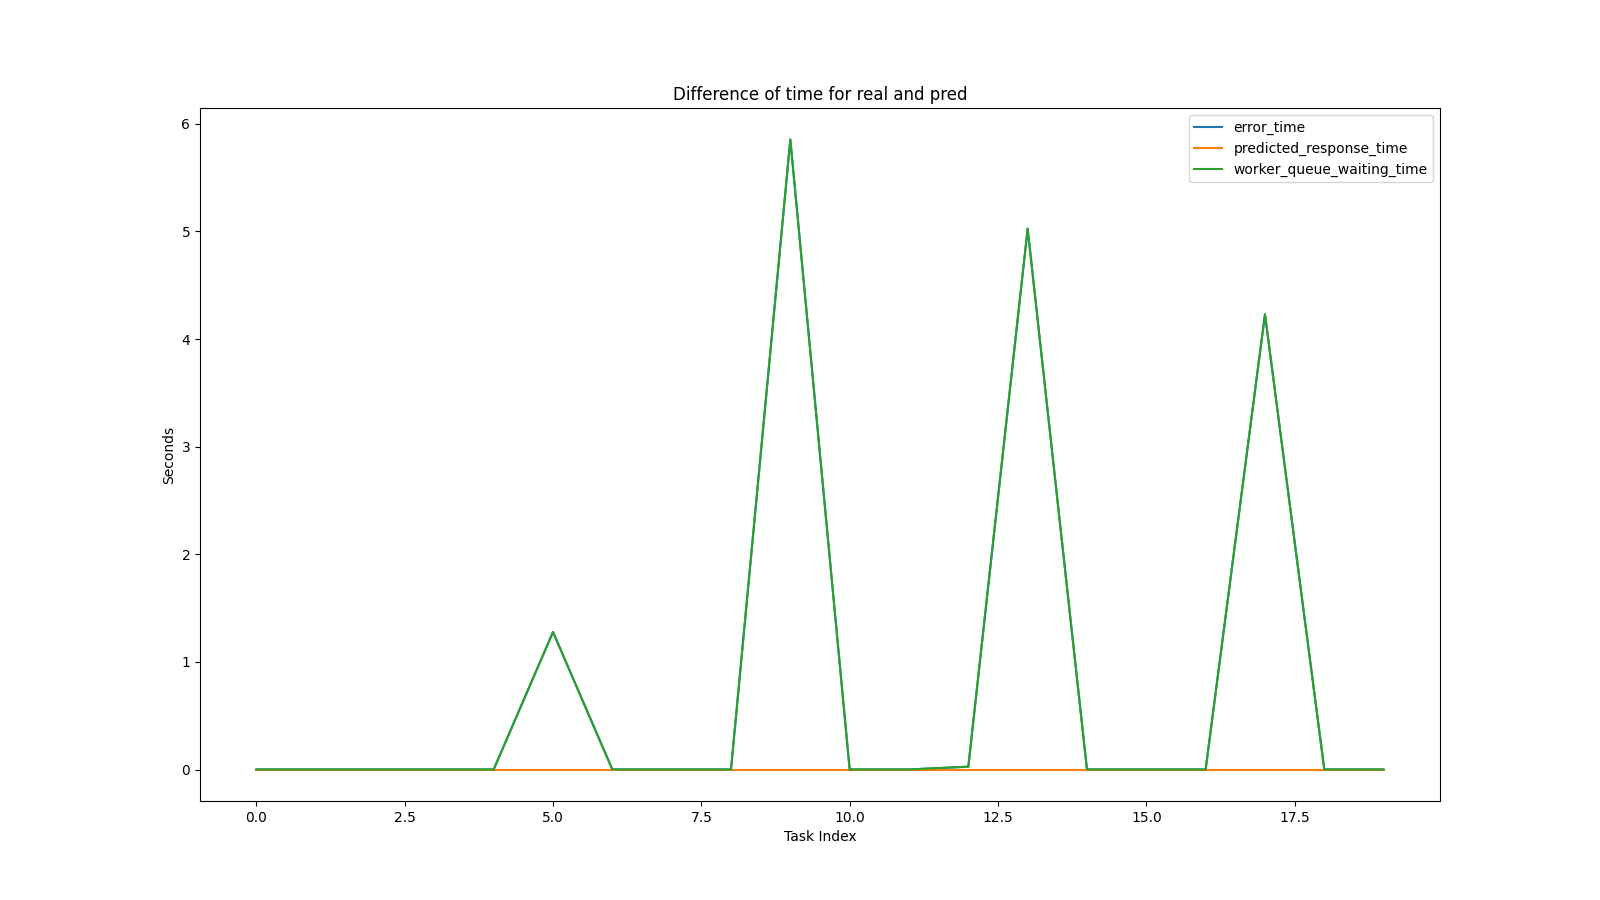 Difference of time for real and pred
error_time
predicted_response_time
worker_queue_waiting_time
6
5
4
3
2
1
0
Seconds
0.0 2.5 5.0 7.5 10.0 12.5 15.0 17.5
Task Index